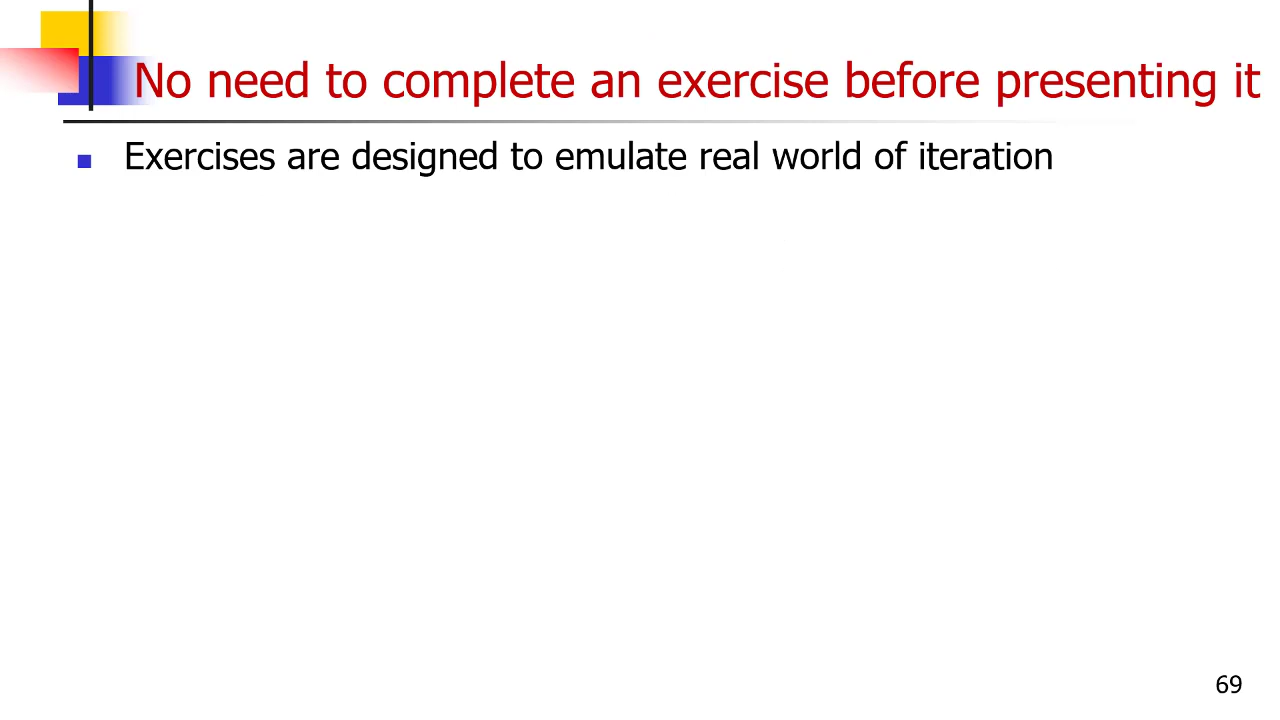 No need to complete an exercise before presenting it
Exercises are designed to emulate real world of iteration
69